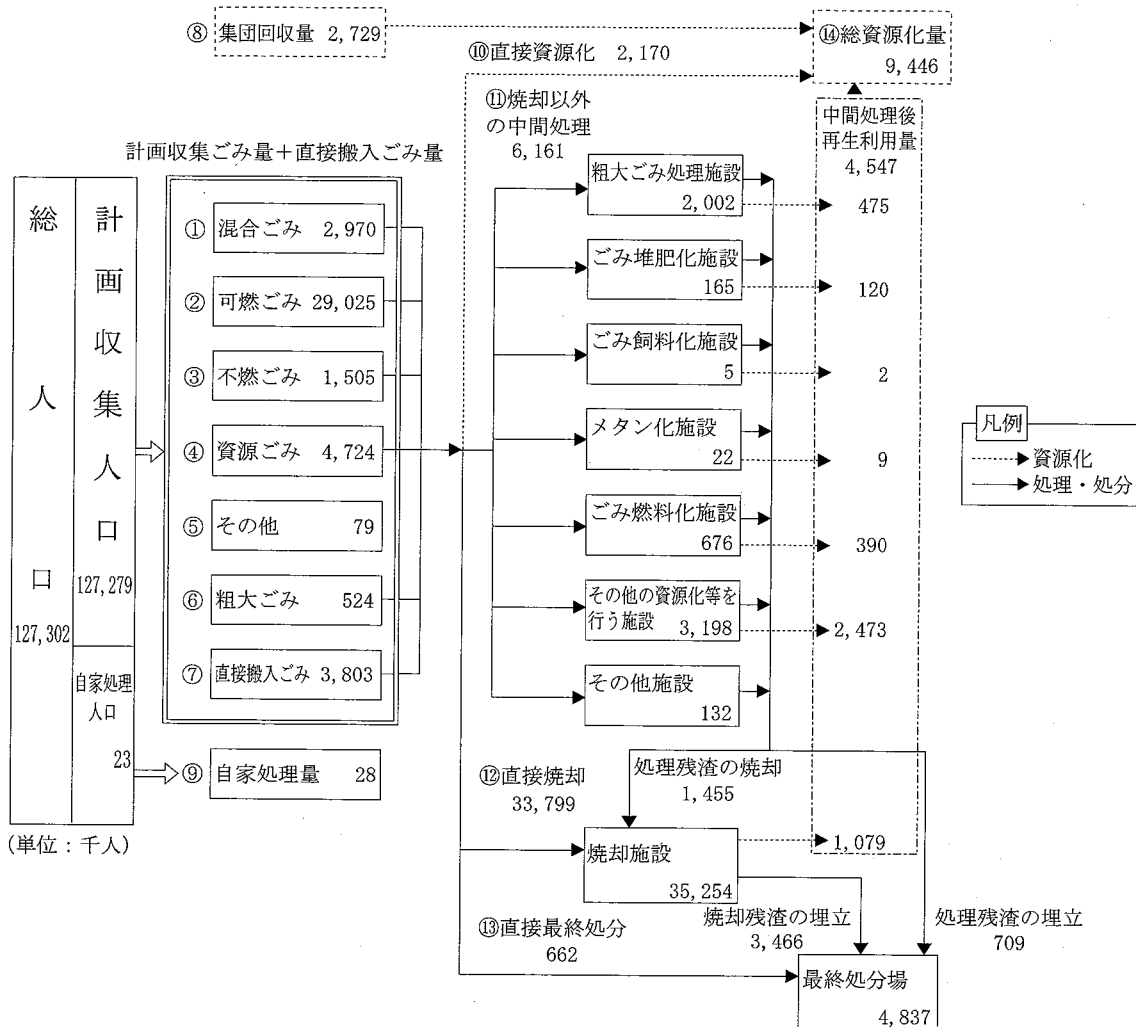 ⑧ 集団回収量 2,729
⑩直接資源化 2,170
⑭総資源化量
9,446
⑪焼却以外
の中間処理
6,161
中間処理後
再生利用量
4,547
計画収集ごみ量＋直接搬入ごみ量
総人口
127,302
計画収集人口
127,279
自家処理
人口
23
(単位：千人)
① 混合ごみ 2,970
② 可燃ごみ 29,025
③ 不燃ごみ 1,505
④ 資源ごみ 4,724
⑤ その他 79
⑥ 粗大ごみ 524
⑦ 直接搬入ごみ 3,803
⑨ 自家処理量 28
粗大ごみ処理施設
2,002
475
ごみ堆肥化施設
165
120
ごみ飼料化施設
5
2
メタン化施設
22
9
ごみ燃料化施設
676
390
その他の資源化等を
行う施設 3,198
2,473
その他施設
132
凡例
資源化
処理・処分
⑫直接焼却
33,799
処理残渣の焼却
1,455
焼却施設
35,254
1,079
⑬直接最終処分
662
焼却残渣の埋立
3,466
処理残渣の埋立
709
最終処分場
4,837